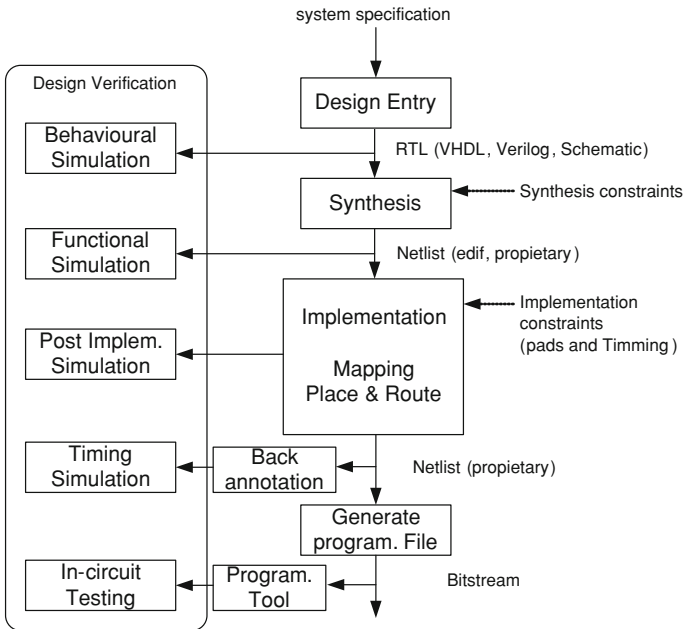 system specification
Design Verification
Design Entry
Behavioural
Simulation
RTL (VHDL, Verilog, Schematic)
Synthesis
Synthesis constraints
Functional
Simulation
Netlist (edif, propietary)
Implementation
Mapping
Place & Route
Implementation
constraints
(pads and Timming)
Post Implem.
Simulation
Timing
Simulation
Back
annotation
Netlist (propietary)
Generate
program. File
In-circuit
Testing
Program.
Tool
Bitstream